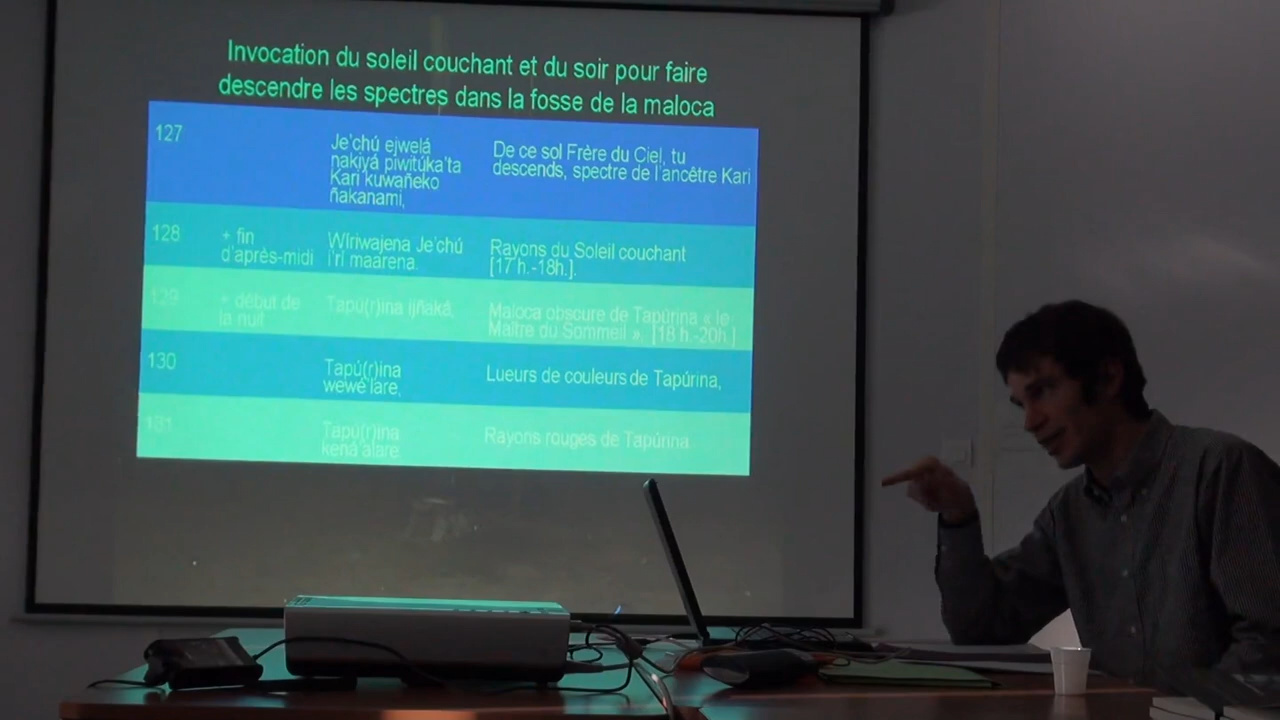 Invocation du soleil couchant et du soir pour faire
descendre les spectres dans la fosse de la maloca
127
Je'chú ejwelá
nakiyá piwitúka'ta
Kari kuwañeko
ñakanami,
De ce sol Frère du Ciel, tu
descends, spectre de l'ancêtre Kari
128
+ fin
d'après-midi
Wíriwajena Je'chú
i'rí maarena.
Rayons du Soleil couchant
[17 h.-18h.].
129
+ début de
la nuit
Tapú(r)ina ijñaká,
Maloca obscure de Tapúrina « le
Maître du Sommeil ». [18 h.-20h.]
130
Tapú(r)ina
wewé'lare,
Lueurs de couleurs de Tapúrina,
131
Tapú(r)ina
kená'alare
Rayons rouges de Tapúrina